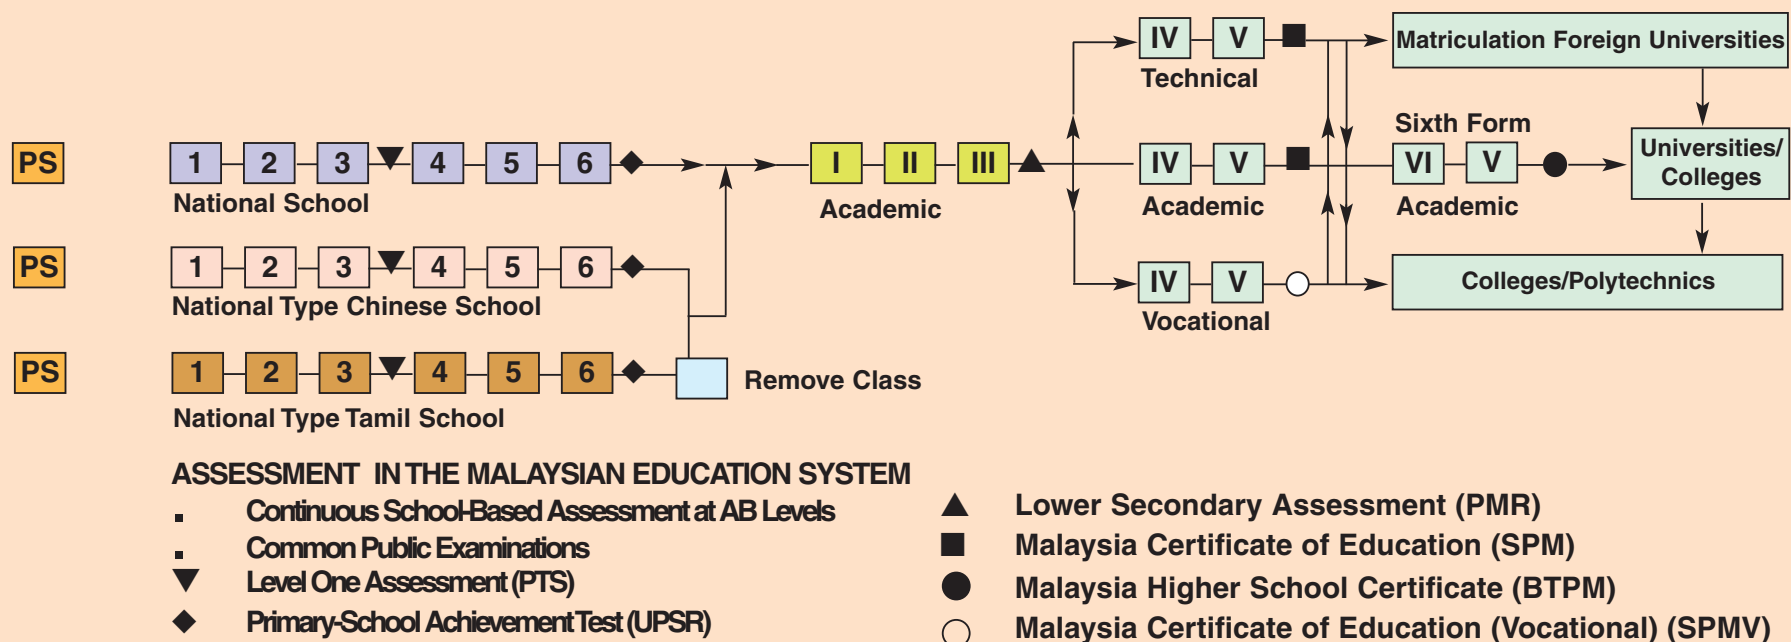 IV V
Technical
Matriculation Foreign Universities
PS 1 2 3 4 5 6
National School
I II III
Academic
IV V
Academic
Sixth Form
VI V
Academic
Universities/
Colleges
PS 1 2 3 4 5 6
National Type Chinese School
IV V
Vocational
Colleges/Polytechnics
PS 1 2 3 4 5 6
National Type Tamil School
Remove Class
ASSESSMENT IN THE MALAYSIAN EDUCATION SYSTEM
Continuous School-Based Assessment at AB Levels
Common Public Examinations
Level One Assessment (PTS)
Primary-School Achievement Test (UPSR)
Lower Secondary Assessment (PMR)
Malaysia Certificate of Education (SPM)
Malaysia Higher School Certificate (BTPM)
Malaysia Certificate of Education (Vocational) (SPMV)